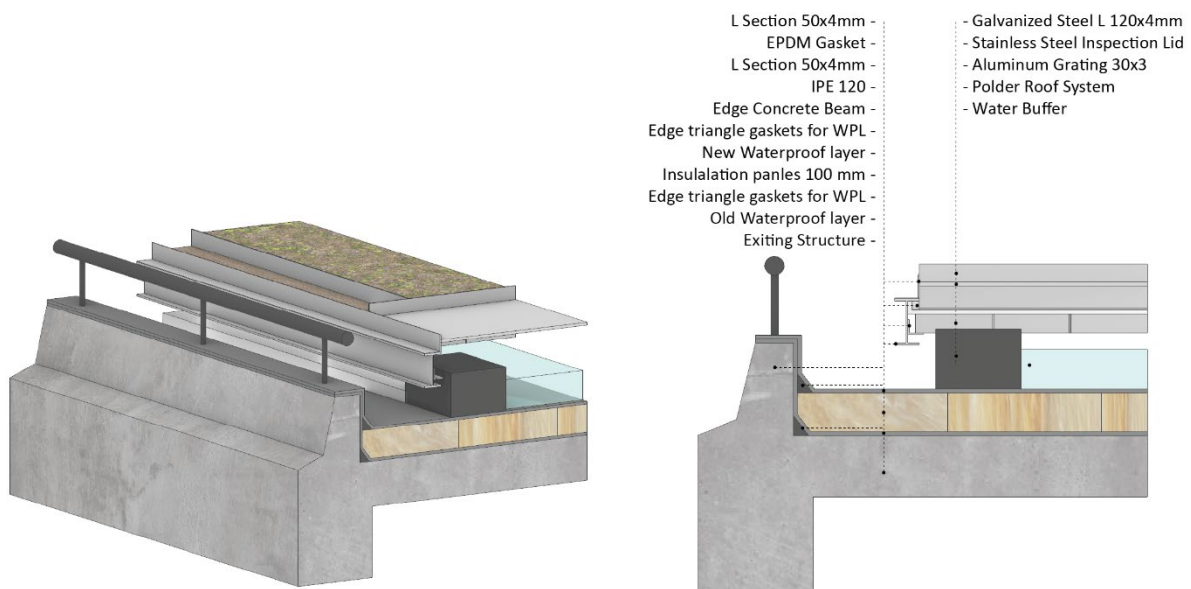 L Section 50x4mm -
EPDM Gasket -
L Section 50x4mm -
IPE 120 -
Edge Concrete Beam -
Edge triangle gaskets for WPL -
New Waterproof layer -
Insulalation panles 100 mm -
Edge triangle gaskets for WPL -
Old Waterproof layer -
Exiting Structure -
- Galvanized Steel L 120x4mm
- Stainless Steel Inspection Lid
- Aluminum Grating 30x3
- Polder Roof System
- Water Buffer